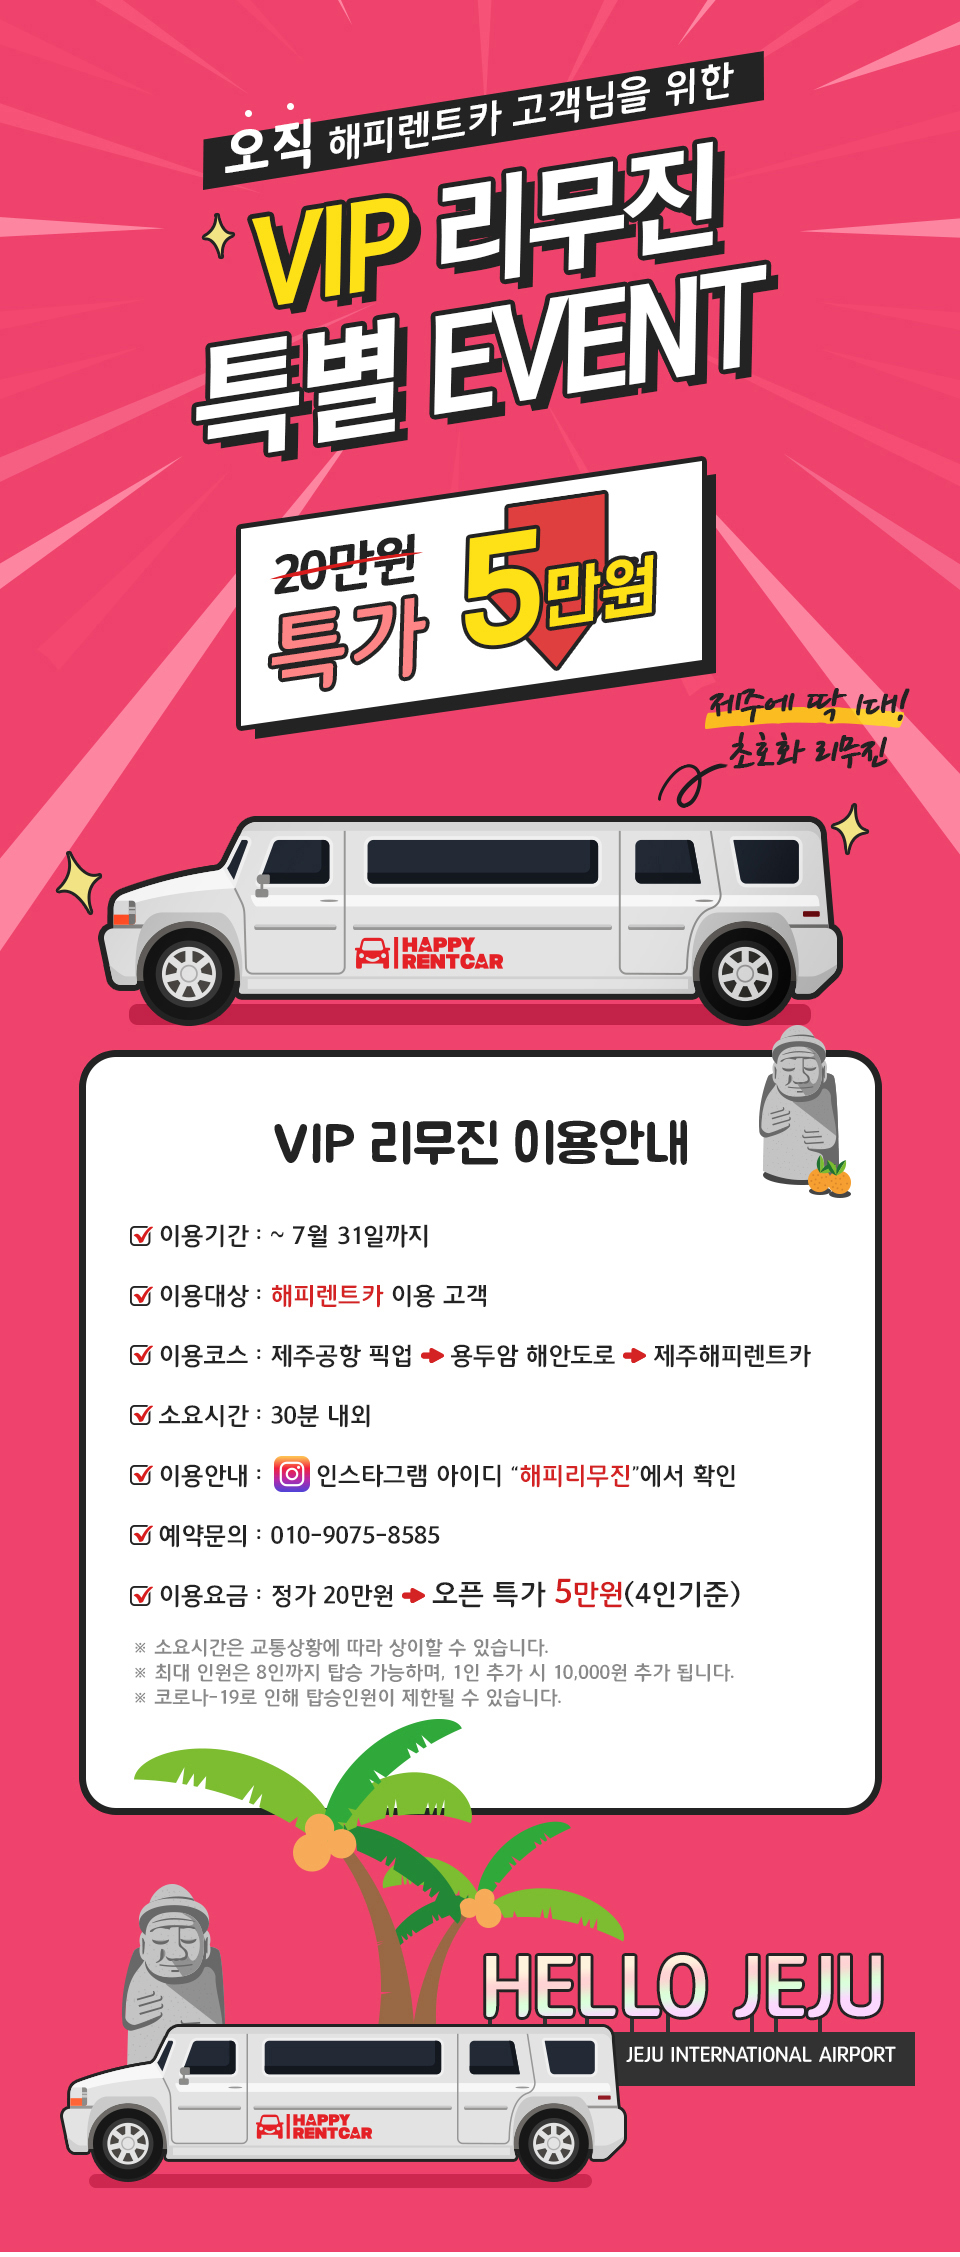 오직 해피렌트카 고객님을 위한
VIP 리무진
특별 EVENT
20만원
특가
5만원
제주에 딱 1대!
초호화 리무진
HAPPY
RENTCAR
VIP 리무진 이용안내
이용기간 : ~ 7월 31일까지
이용대상 : 해피렌트카 이용 고객
이용코스 : 제주공항 픽업 ➡ 용두암 해안도로 ➡ 제주해피렌트카
소요시간 : 30분 내외
이용안내 : 인스타그램 아이디 “해피리무진”에서 확인
예약문의 : 010-9075-8585
이용요금 : 정가 20만원 ➡ 오픈 특가 5만원(4인기준)
※ 소요시간은 교통상황에 따라 상이할 수 있습니다.
※ 최대 인원은 8인까지 탑승 가능하며, 1인 추가 시 10,000원 추가 됩니다.
※ 코로나-19로 인해 탑승인원이 제한될 수 있습니다.
HELLO JEJU
JEJU INTERNATIONAL AIRPORT
HAPPY
RENTCAR